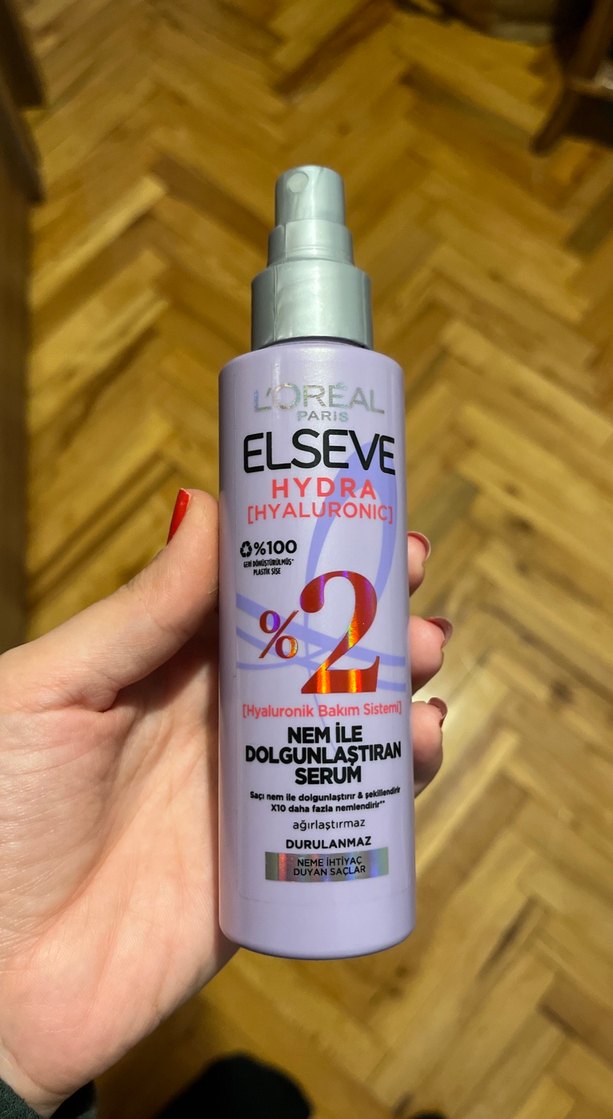 L'ORÉAL
PARIS
ELSEVE
HYDRA
[HYALURONIC]
%100
GERİ DÖNÜŞTÜRÜLMÜŞ*
PLASTİK ŞİŞE
%2
[Hyaluronik Bakım Sistemi]
NEM İLE
DOLGUNLAŞTIRAN
SERUM
Saçı nem ile dolgunlaştırır & şekillendirir
X10 daha fazla nemlendirir**
ağırlaştırmaz
DURULANMAZ
NEME İHTİYAÇ
DUYAN SAÇLAR